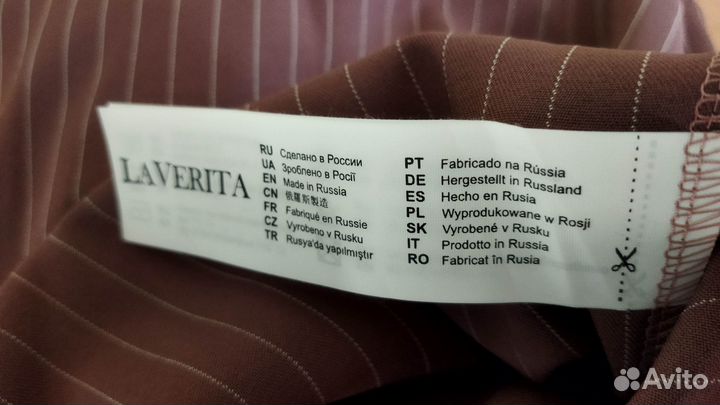 LAVERITA
RU Сделано в России
UA Зроблено в Росії
EN Made in Russia
CN 俄羅斯製造
FR Fabriqué en Russie
CZ Vyrobeno v Rusku
TR Rusya'da yapılmıştır
PT Fabricado na Rússia
DE Hergestellt in Russland
ES Hecho en Rusia
PL Wyprodukowane w Rosji
SK Vyrobené v Rusku
IT Prodotto in Russia
RO Fabricat în Rusia
Avito